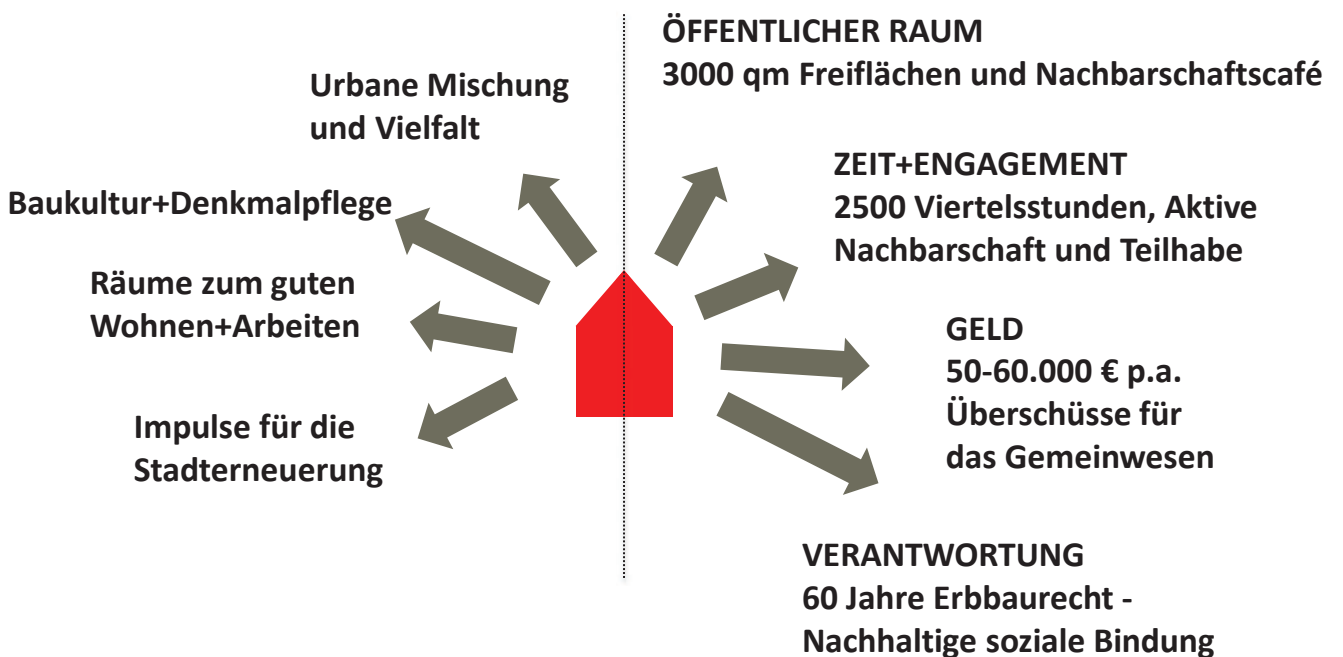 Urbane Mischung
und Vielfalt
Baukultur+Denkmalpflege
Räume zum guten
Wohnen+Arbeiten
Impulse für die
Stadterneuerung
ÖFFENTLICHER RAUM
3000 qm Freiflächen und Nachbarschaftscafé
ZEIT+ENGAGEMENT
2500 Viertelsstunden, Aktive
Nachbarschaft und Teilhabe
GELD
50-60.000 € p.a.
Überschüsse für
das Gemeinwesen
VERANTWORTUNG
60 Jahre Erbbaurecht -
Nachhaltige soziale Bindung